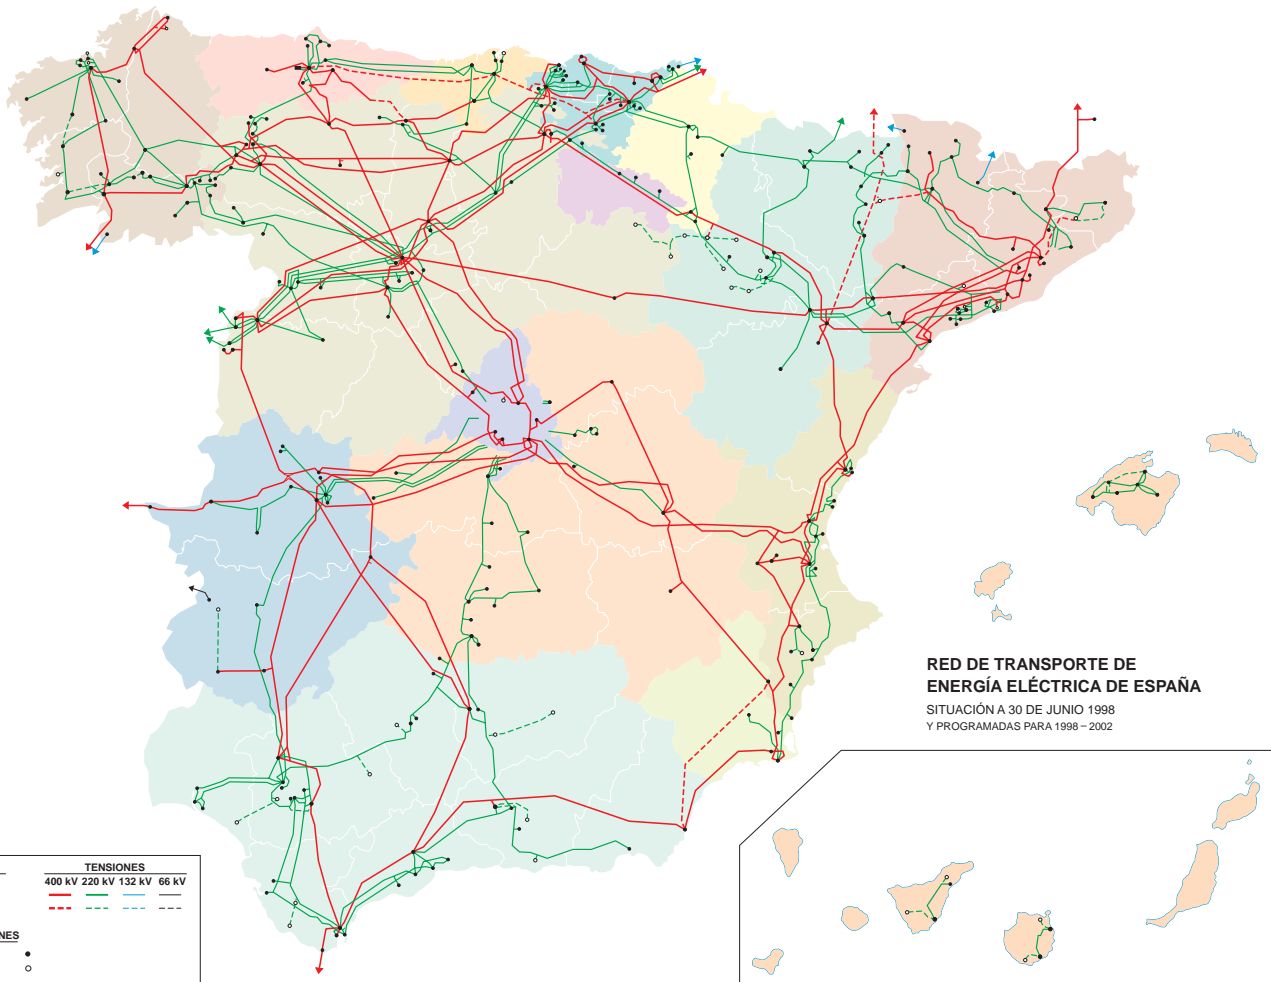 RED DE TRANSPORTE DE
ENERGÍA ELÉCTRICA DE ESPAÑA
SITUACIÓN A 30 DE JUNIO 1998
Y PROGRAMADAS PARA 1998 – 2002
TENSIONES
400 kV 220 kV 132 kV 66 kV
NES